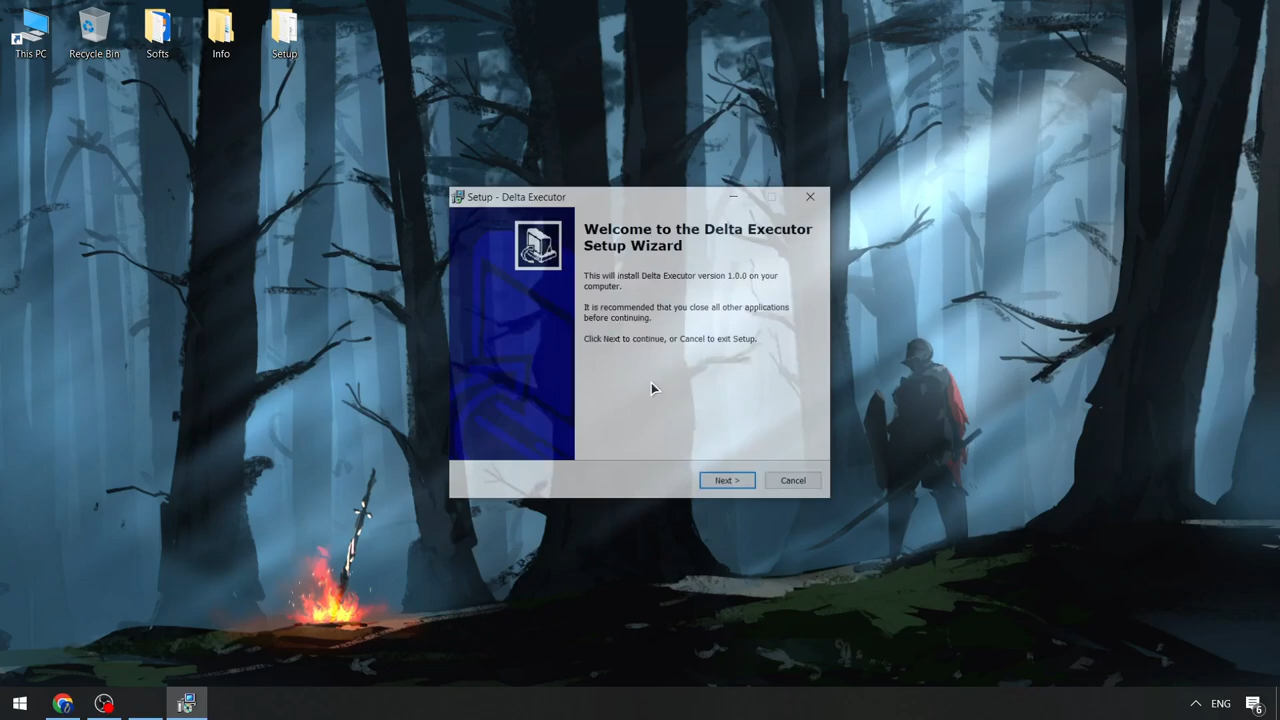 This PC
Recycle Bin
Softs
Info
Setup
Setup - Delta Executor
Welcome to the Delta Executor
Setup Wizard
This will install Delta Executor version 1.0.0 on your
computer.
It is recommended that you close all other applications
before continuing.
Click Next to continue, or Cancel to exit Setup.
Next >
Cancel
ENG
6